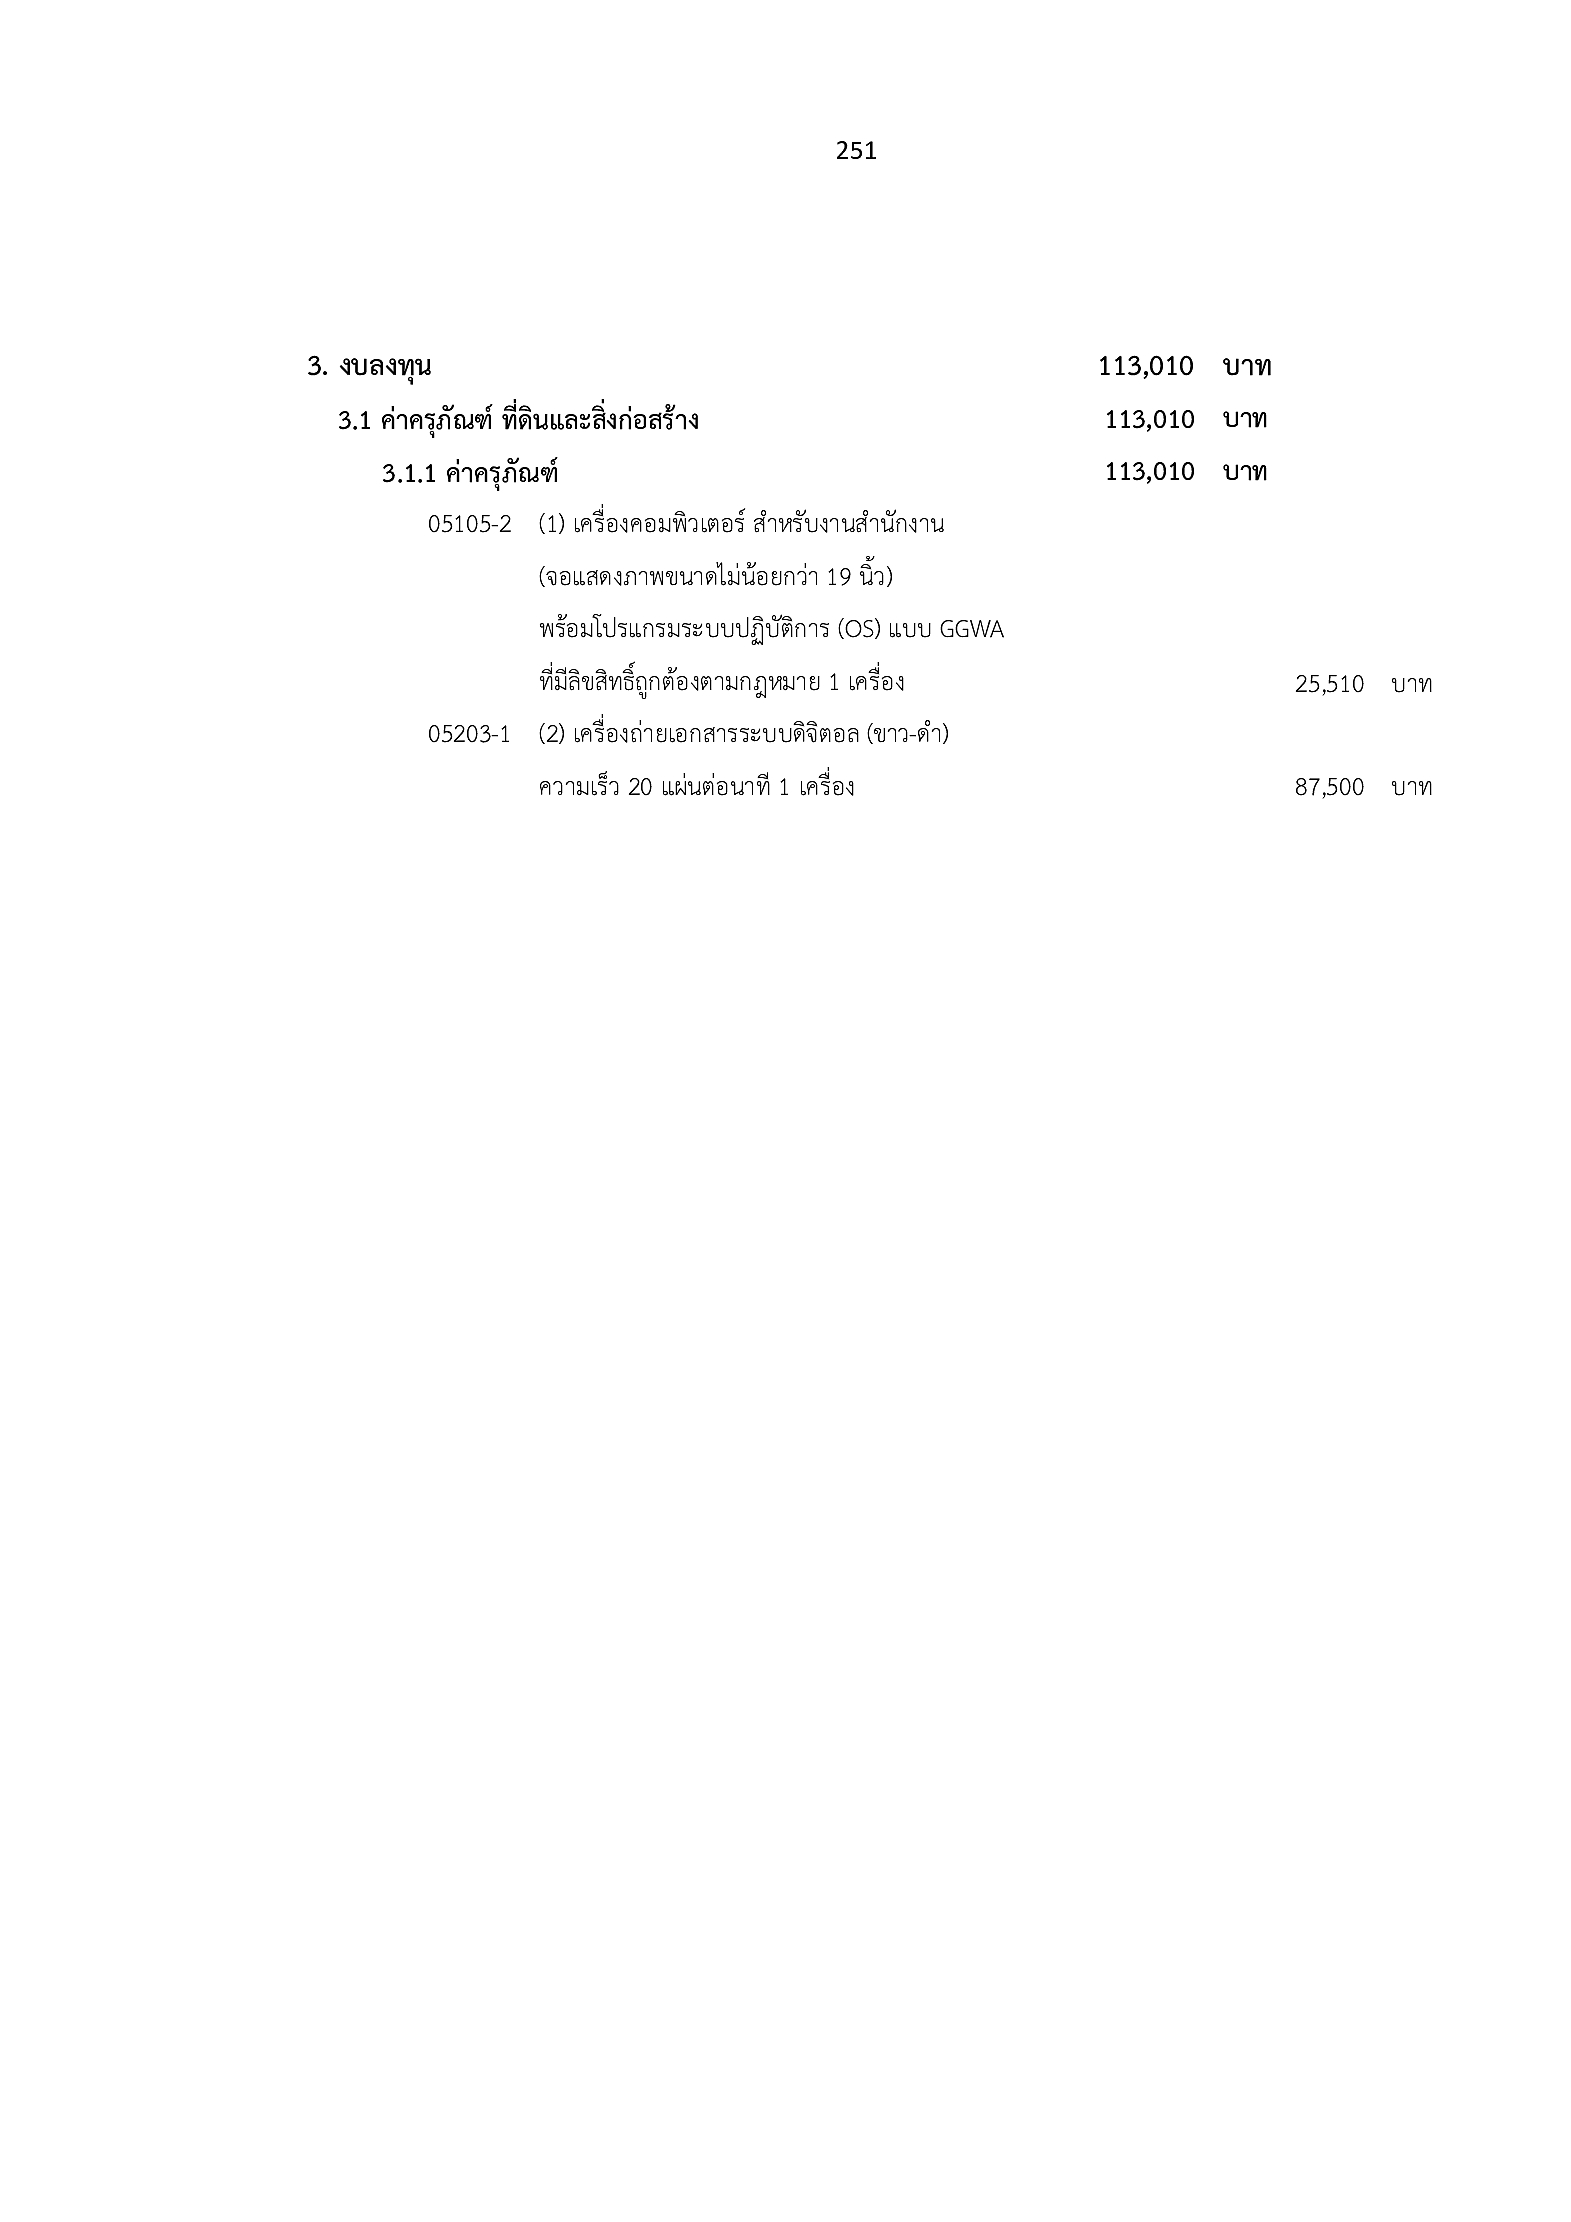 251
3. งบลงทุน 113,010 บาท
3.1 ค่าครุภัณฑ์ ที่ดินและสิ่งก่อสร้าง 113,010 บาท
3.1.1 ค่าครุภัณฑ์ 113,010 บาท
05105-2 (1) เครื่องคอมพิวเตอร์ สำหรับงานสำนักงาน
(จอแสดงภาพขนาดไม่น้อยกว่า 19 นิ้ว)
พร้อมโปรแกรมระบบปฏิบัติการ (OS) แบบ GGWA
ที่มีลิขสิทธิ์ถูกต้องตามกฎหมาย 1 เครื่อง 25,510 บาท
05203-1 (2) เครื่องถ่ายเอกสารระบบดิจิตอล (ขาว-ดำ)
ความเร็ว 20 แผ่นต่อนาที 1 เครื่อง 87,500 บาท